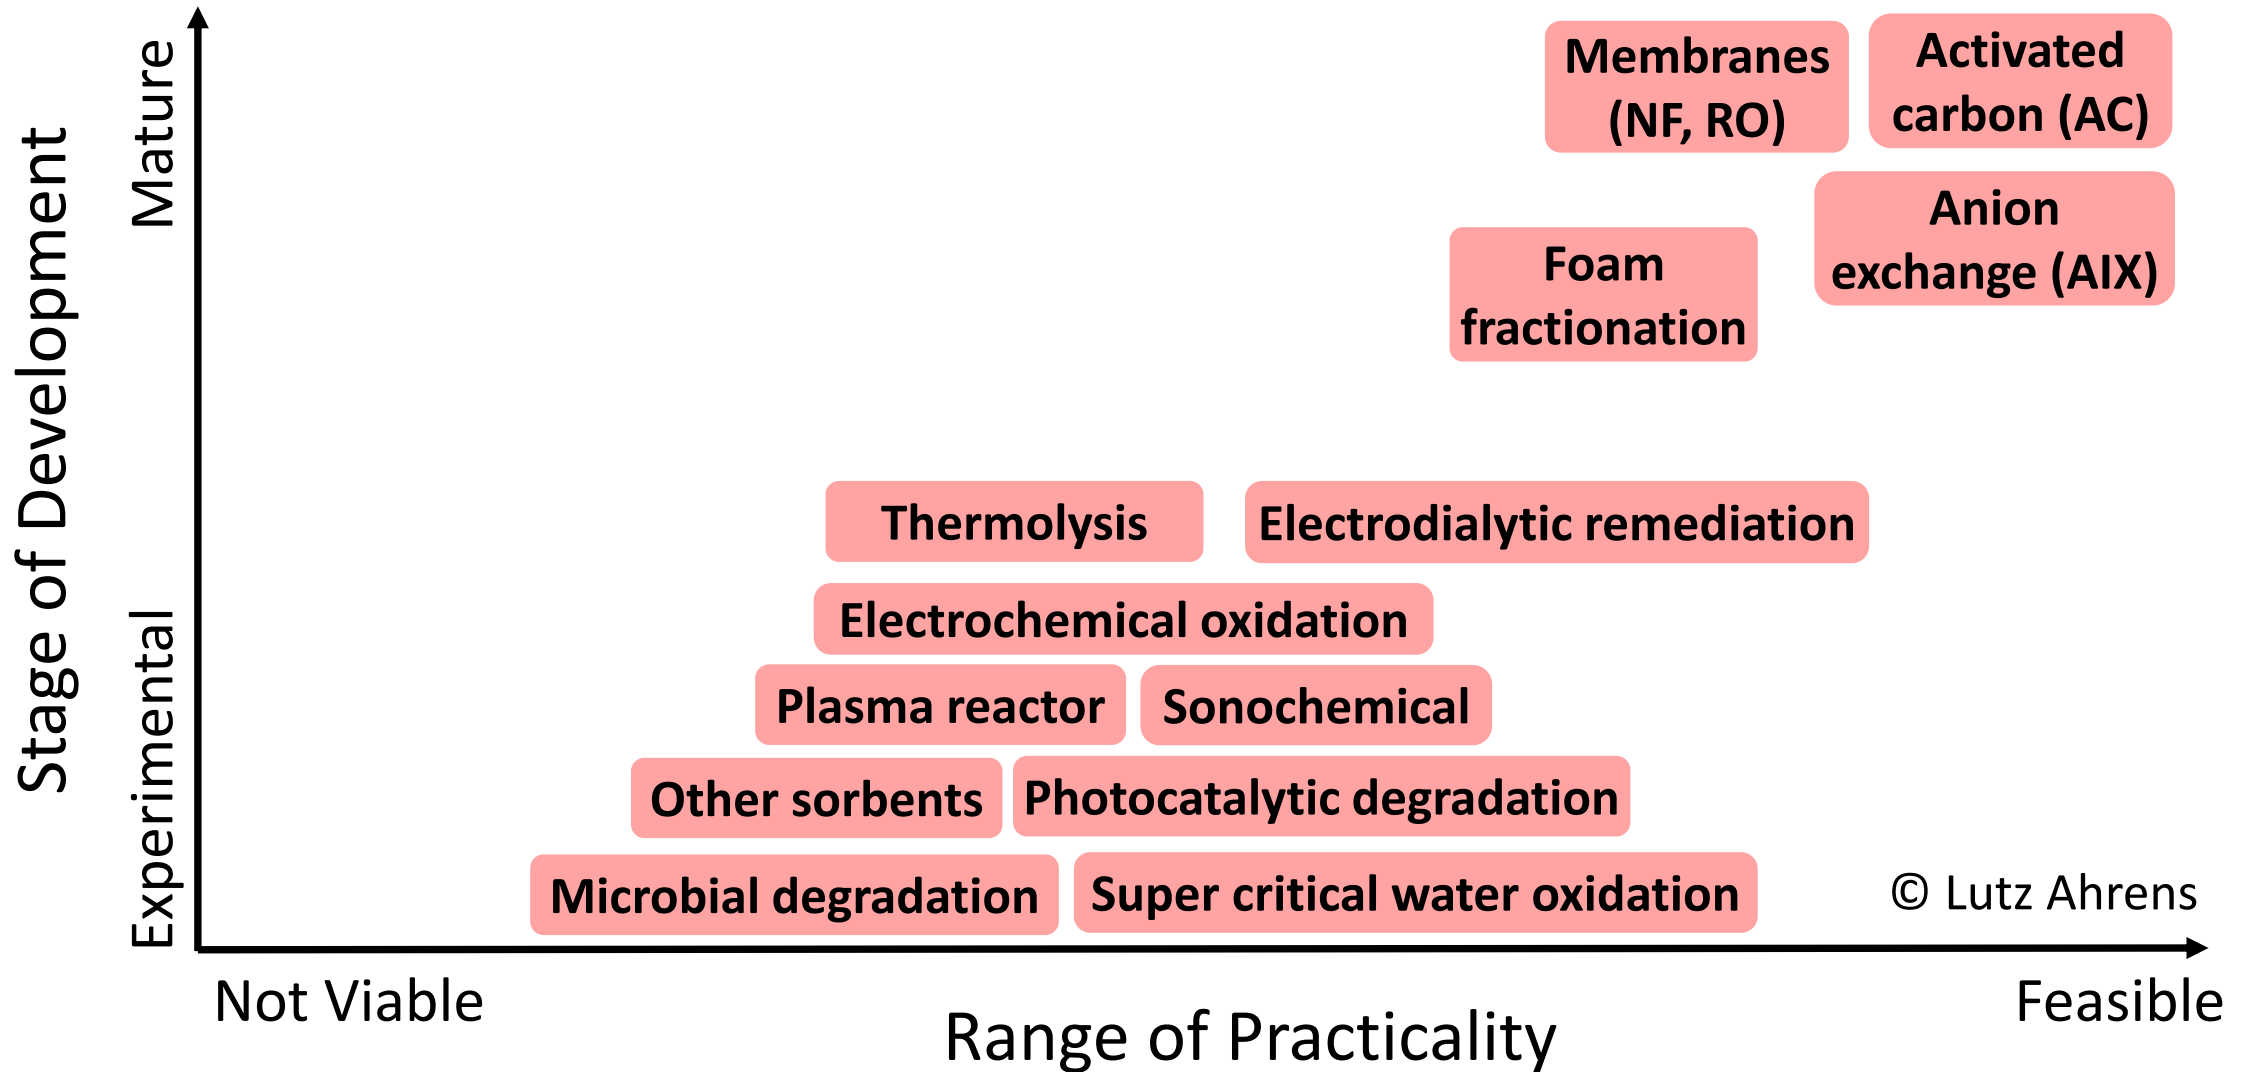 Stage of Development
Mature
Experimental
Membranes
(NF, RO)
Activated
carbon (AC)
Anion
exchange (AIX)
Foam
fractionation
Thermolysis
Electrodialytic remediation
Electrochemical oxidation
Plasma reactor
Sonochemical
Other sorbents
Photocatalytic degradation
Microbial degradation
Super critical water oxidation
© Lutz Ahrens
Not Viable
Feasible
Range of Practicality